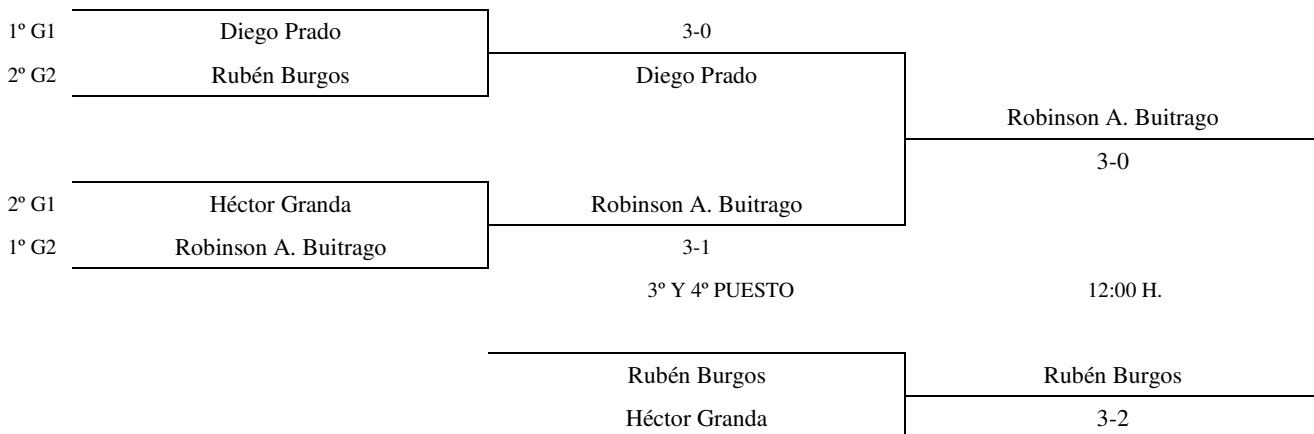 1º G1 Diego Prado 3-0
2º G2 Rubén Burgos Diego Prado
Robinson A. Buitrago
3-0
2º G1 Héctor Granda Robinson A. Buitrago
1º G2 Robinson A. Buitrago 3-1
3º Y 4º PUESTO 12:00 H.
Rubén Burgos Rubén Burgos
Héctor Granda 3-2